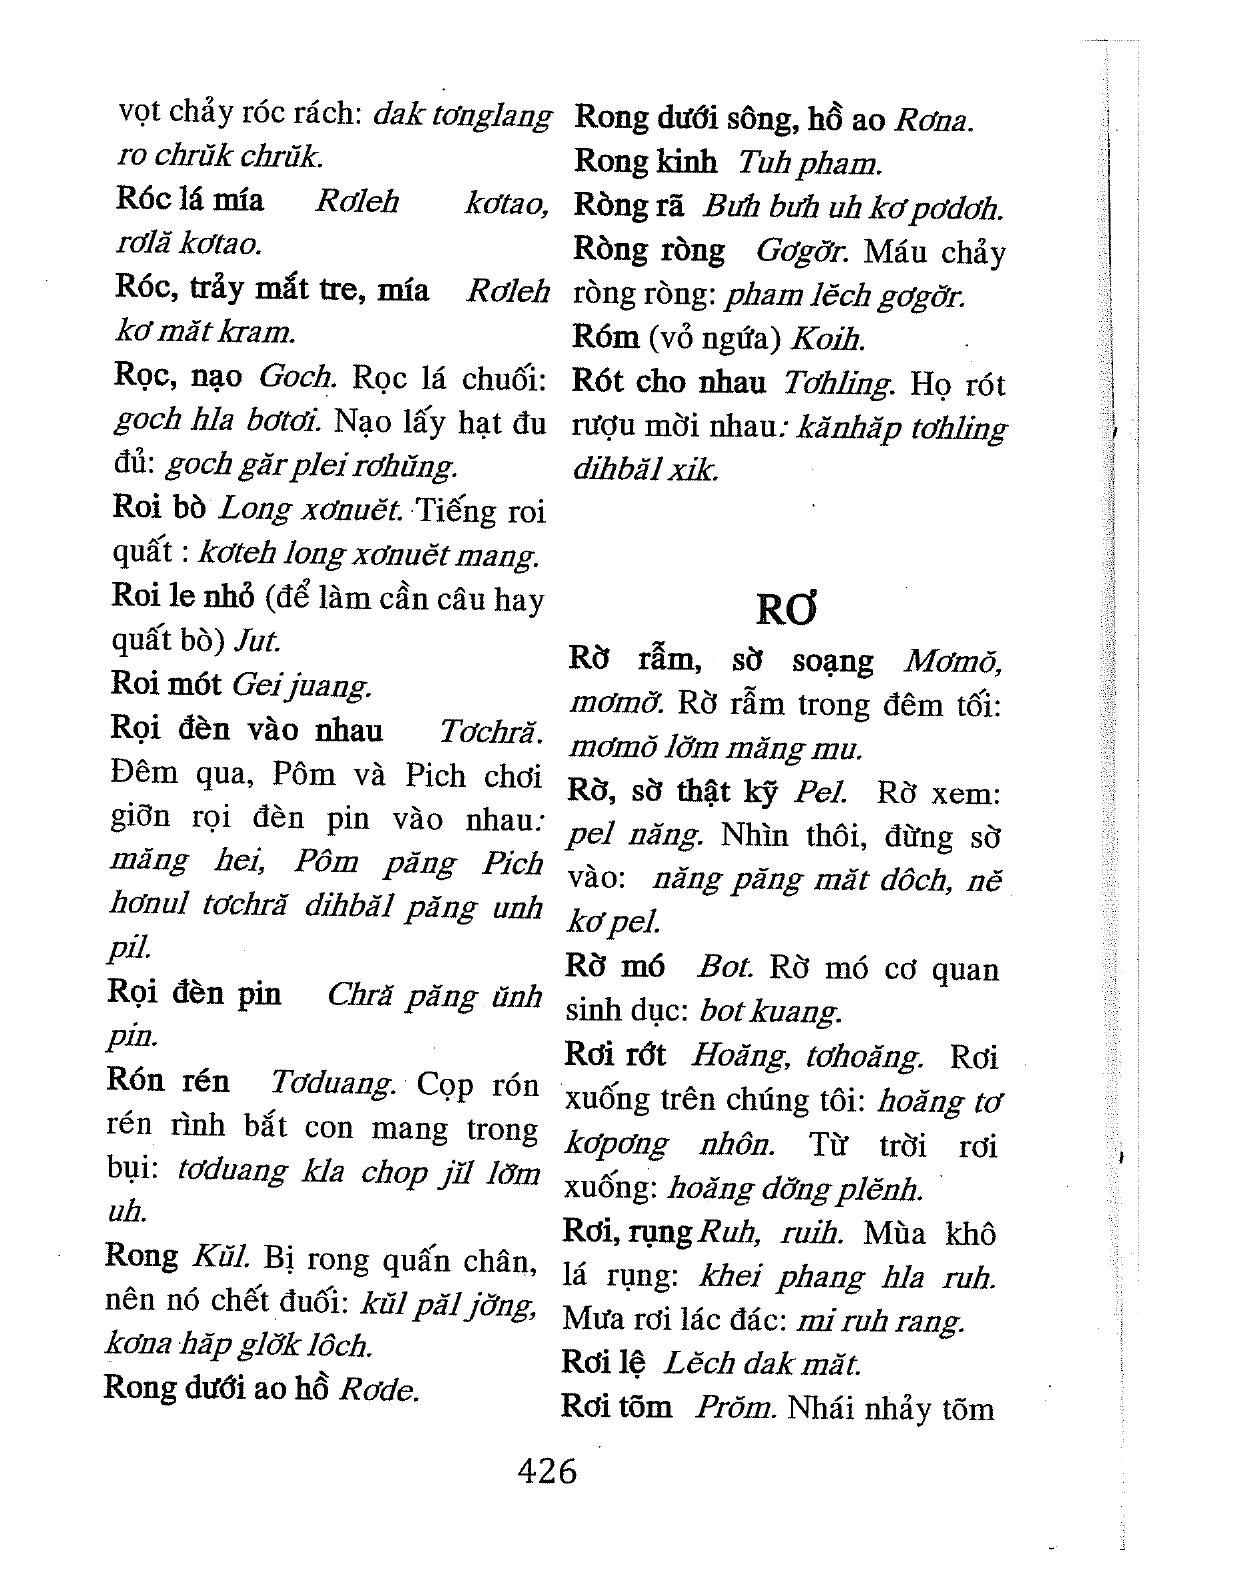 vọt chảy róc rách: dak tơnglang
ro chrŭk chrŭk.
Róc lá mía Rơleh kơtao,
rơlă kơtao.
Róc, trảy mắt tre, mía Rơleh
kơ măt kram.
Rọc, nạo Goch. Rọc lá chuối:
goch hla bơtơi. Nạo lấy hạt đu
đủ: goch găr plei rơhŭng.
Roi bò Long xơnuĕt. Tiếng roi
quất : kơteh long xơnuĕt mang.
Roi le nhỏ (để làm cần câu hay
quất bò) Jut.
Roi mót Gei juang.
Rọi đèn vào nhau Tơchră.
Đêm qua, Pôm và Pich chơi
giỡn rọi đèn pin vào nhau:
măng hei, Pôm păng Pich
hơnul tơchră dihbăl păng unh
pil.
Rọi đèn pin Chră păng ŭnh
pin.
Rón rén Tơduang. Cọp rón
rén rình bắt con mang trong
bụi: tơduang kla chop jĭl lơ̆m
uh.
Rong Kŭl. Bị rong quấn chân,
nên nó chết đuối: kŭl păl jơ̆ng,
kơna hăp glơ̆k lôch.
Rong dưới ao hồ Rơde.
Rong dưới sông, hồ ao Rơna.
Rong kinh Tuh pham.
Ròng rã Bưh bưh uh kơ pơdơh.
Ròng ròng Gơgơ̆r. Máu chảy
ròng ròng: pham lĕch gơgơ̆r.
Róm (vỏ ngứa) Koih.
Rót cho nhau Tơhling. Họ rót
rượu mời nhau: kănhăp tơhling
dihbăl xik.
RƠ
Rờ rẫm, sờ soạng Mơmŏ,
mơmơ̆. Rờ rẫm trong đêm tối:
mơmŏ lơ̆m măng mu.
Rờ, sờ thật kỹ Pel. Rờ xem:
pel năng. Nhìn thôi, đừng sờ
vào: năng păng măt dôch, nĕ
kơ pel.
Rờ mó Bot. Rờ mó cơ quan
sinh dục: bot kuang.
Rơi rớt Hoăng, tơhoăng. Rơi
xuống trên chúng tôi: hoăng tơ
kơpơng nhôn. Từ trời rơi
xuống: hoăng dơ̆ng plĕnh.
Rơi, rụng Ruh, ruih. Mùa khô
lá rụng: khei phang hla ruh.
Mưa rơi lác đác: mi ruh rang.
Rơi lệ Lĕch dak măt.
Rơi tõm Prŏm. Nhái nhảy tõm
426